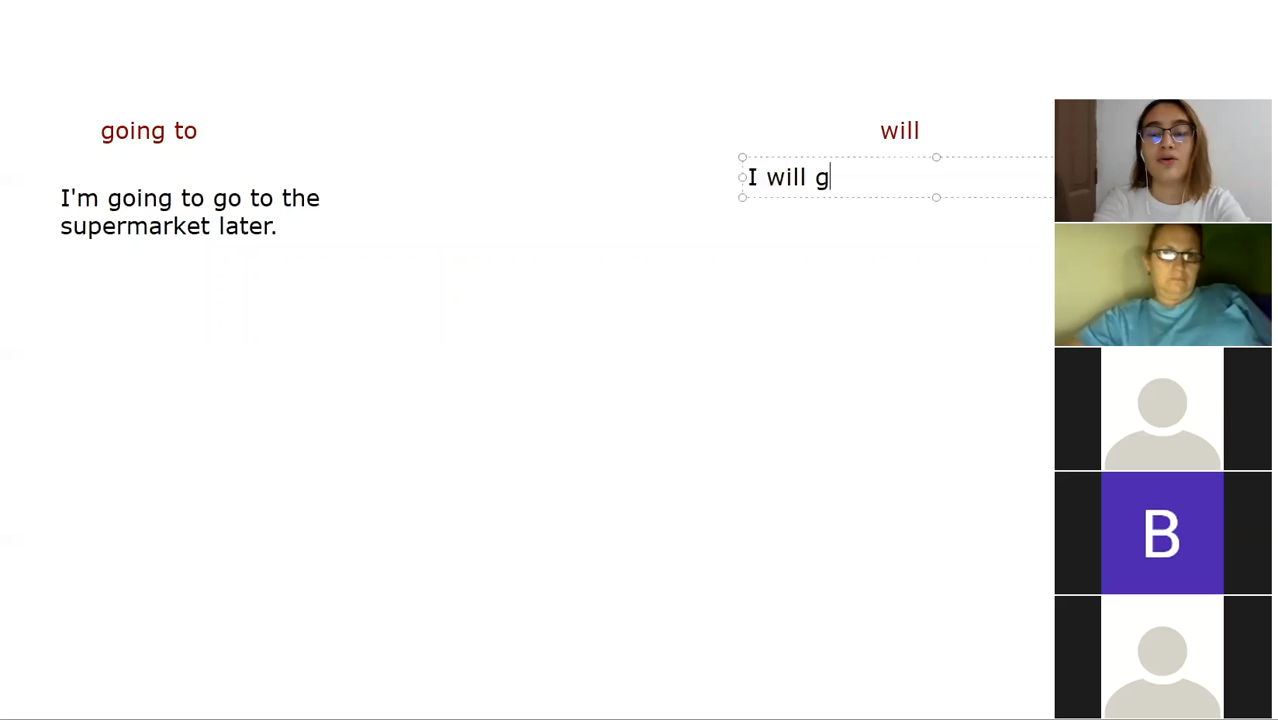 going to
will
I'm going to go to the
supermarket later.
I will g
B